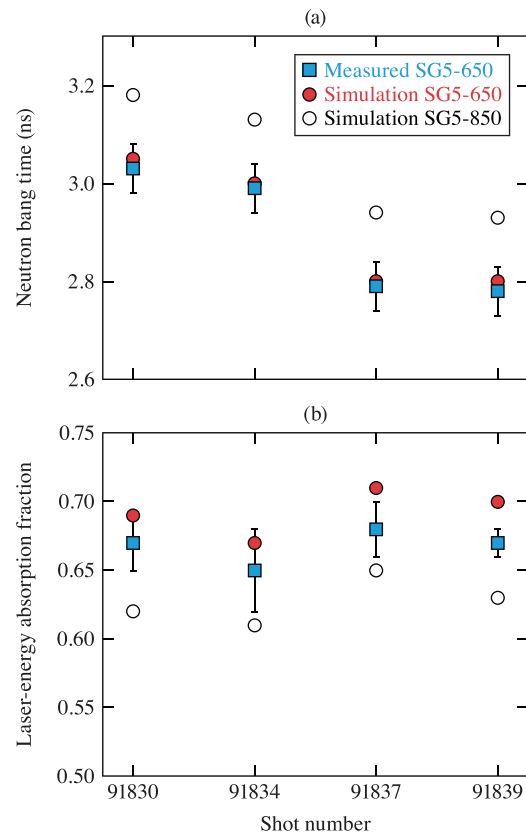 (a)
3.2
3.0
2.8
2.6
Neutron bang time (ns)
Measured SG5-650
Simulation SG5-650
Simulation SG5-850
(b)
0.75
0.70
0.65
0.60
0.55
0.50
Laser-energy absorption fraction
91830 91834 91837 91839
Shot number